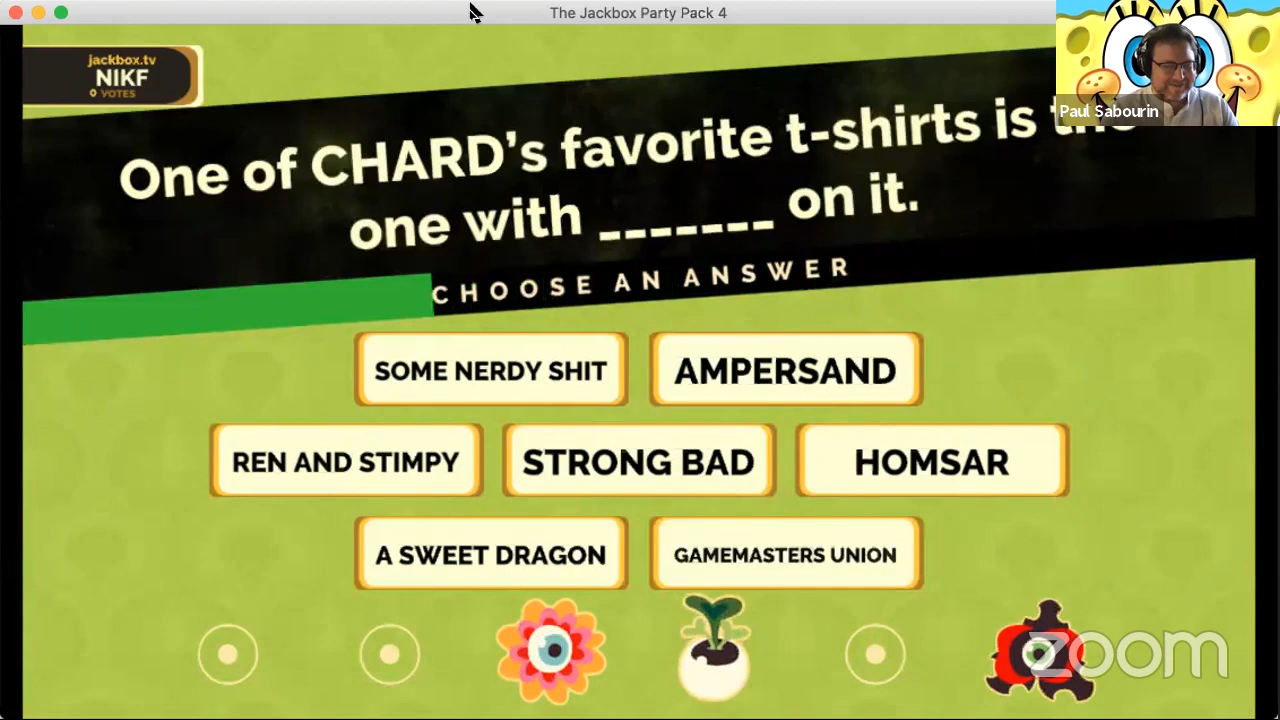 The Jackbox Party Pack 4
jackbox.tv
NIKF
0 VOTES
Paul Sabourin
One of CHARD's favorite t-shirts is the
one with _______ on it.
CHOOSE AN ANSWER
SOME NERDY SHIT
AMPERSAND
REN AND STIMPY
STRONG BAD
HOMSAR
A SWEET DRAGON
GAMEMASTERS UNION
zoom